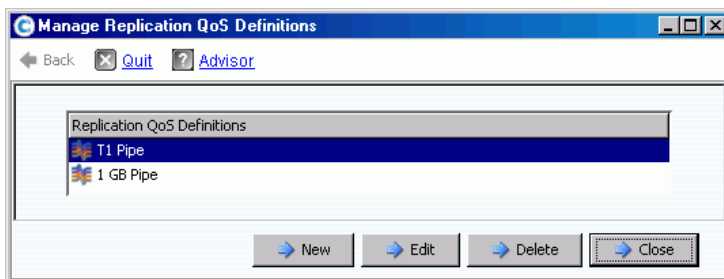 Manage Replication QoS Definitions
Back Quit Advisor
Replication QoS Definitions
T1 Pipe
1 GB Pipe
New Edit Delete Close